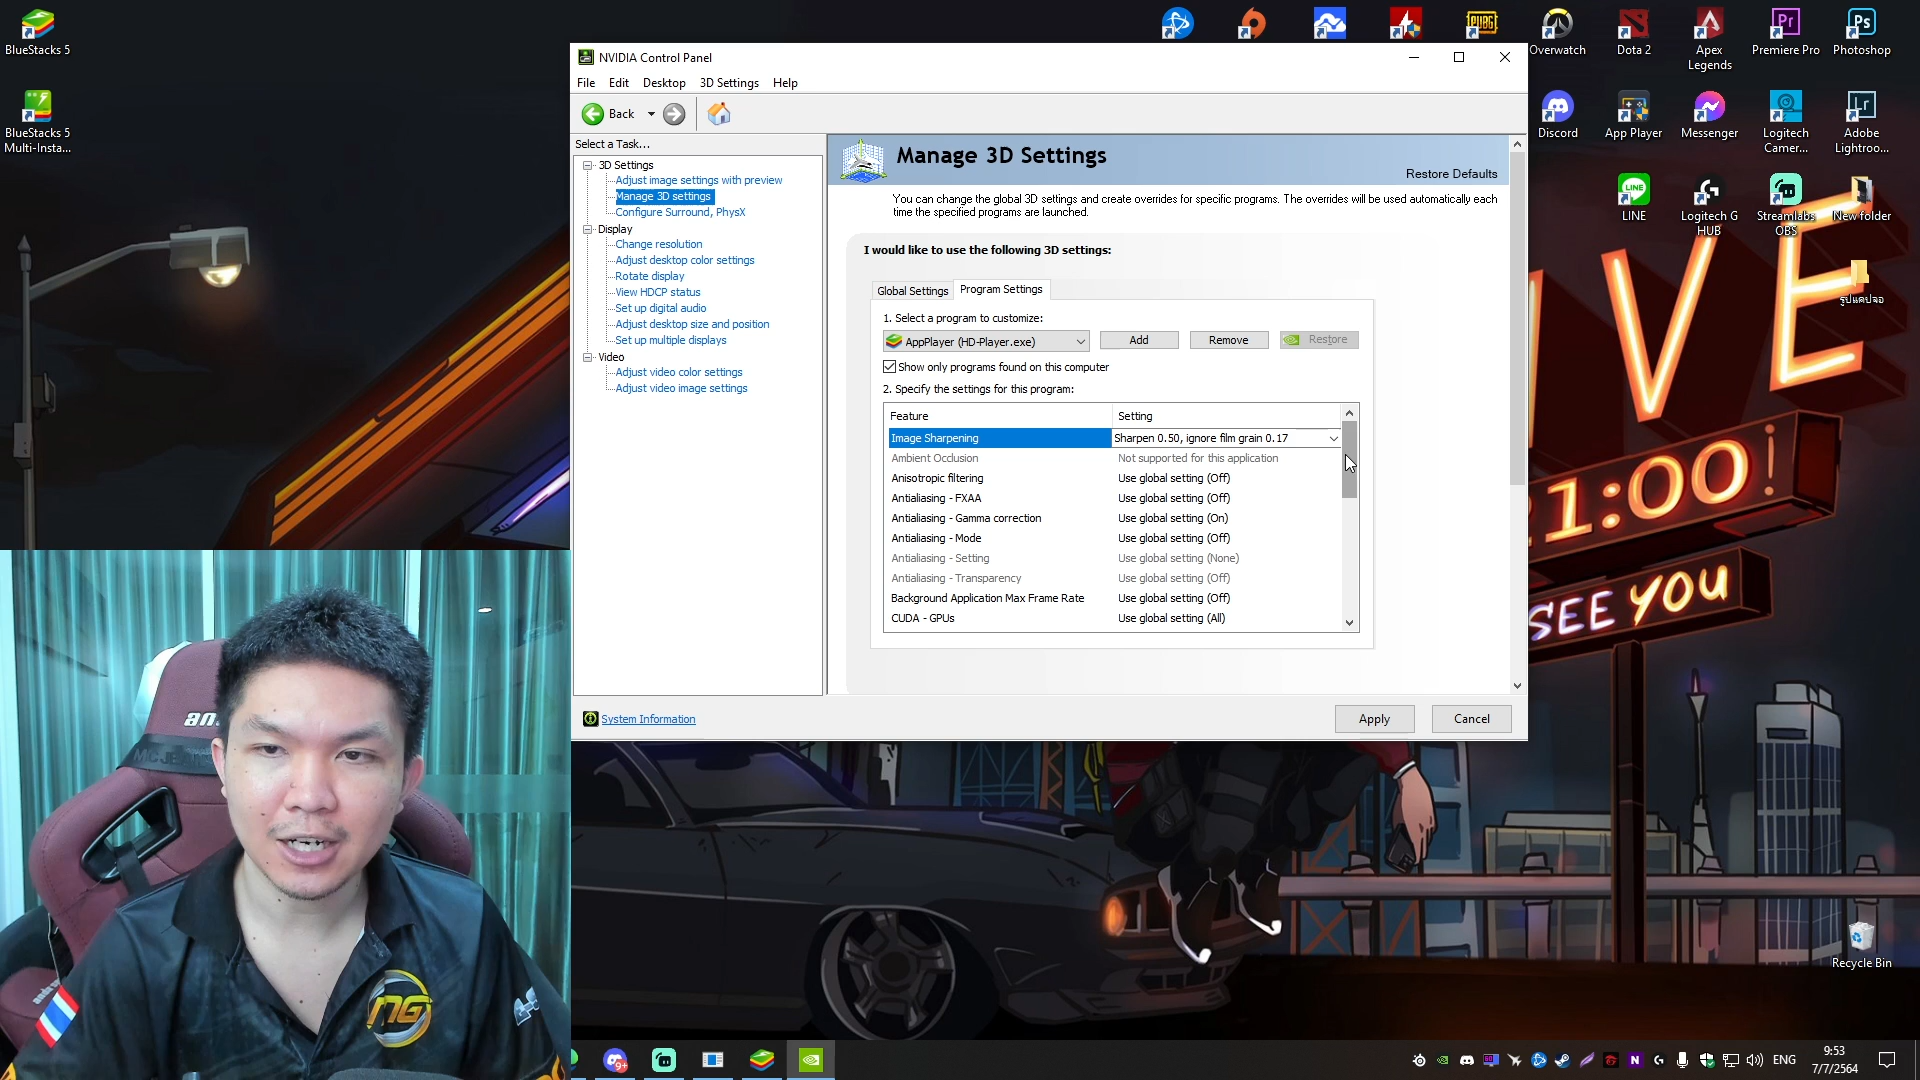 BlueStacks 5
BlueStacks 5
Multi-Insta...
Overwatch
Dota 2
Apex
Legends
Premiere Pro
Photoshop
Discord
App Player
Messenger
Logitech
Camer...
Adobe
Lightroo...
LINE
Logitech G
HUB
Streamlabs
OBS
New folder
รูปแคปจอ
Recycle Bin
NVIDIA Control Panel
File Edit Desktop 3D Settings Help
Back
Select a Task...
3D Settings
Adjust image settings with preview
Manage 3D settings
Configure Surround, PhysX
Display
Change resolution
Adjust desktop color settings
Rotate display
View HDCP status
Set up digital audio
Adjust desktop size and position
Set up multiple displays
Video
Adjust video color settings
Adjust video image settings
Manage 3D Settings
Restore Defaults
You can change the global 3D settings and create overrides for specific programs. The overrides will be used automatically each
time the specified programs are launched.
I would like to use the following 3D settings:
Global Settings Program Settings
1. Select a program to customize:
AppPlayer (HD-Player.exe) Add Remove Restore
Show only programs found on this computer
2. Specify the settings for this program:
Feature Setting
Image Sharpening Sharpen 0.50, ignore film grain 0.17
Ambient Occlusion Not supported for this application
Anisotropic filtering Use global setting (Off)
Antialiasing - FXAA Use global setting (Off)
Antialiasing - Gamma correction Use global setting (On)
Antialiasing - Mode Use global setting (Off)
Antialiasing - Setting Use global setting (None)
Antialiasing - Transparency Use global setting (Off)
Background Application Max Frame Rate Use global setting (Off)
CUDA - GPUs Use global setting (All)
System Information
Apply Cancel
IVE
21:00!
SEE YOU
NG
ENG
9:53
7/7/2564